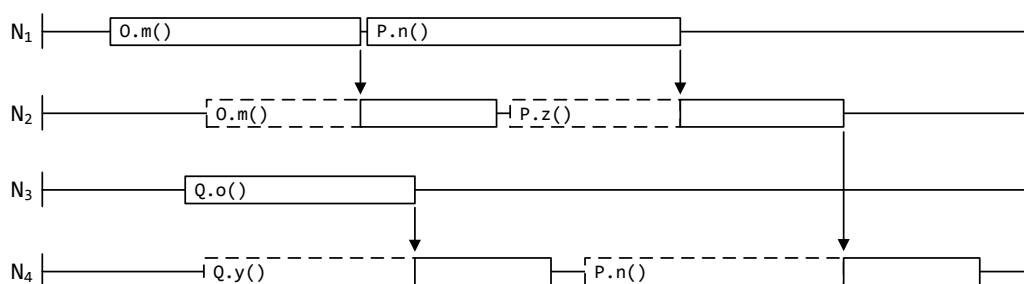 N₁ O.m() P.n()
N₂ O.m() P.z()
N₃ Q.o()
N₄ Q.y() P.n()